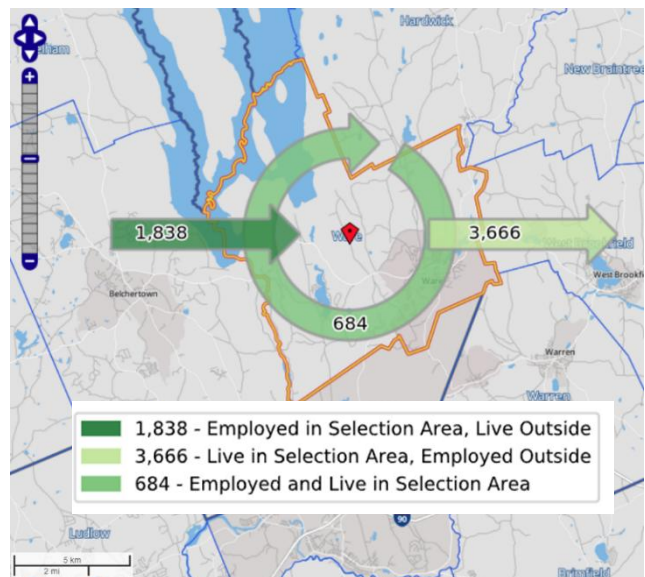 Hardwick
New Braintree
1,838
3,666
Ware
West Brookfield
Belchertown
684
Warren
Warren
1,838 - Employed in Selection Area, Live Outside
3,666 - Live in Selection Area, Employed Outside
684 - Employed and Live in Selection Area
90
Ludlow
5 km
2 mi
Brimfield